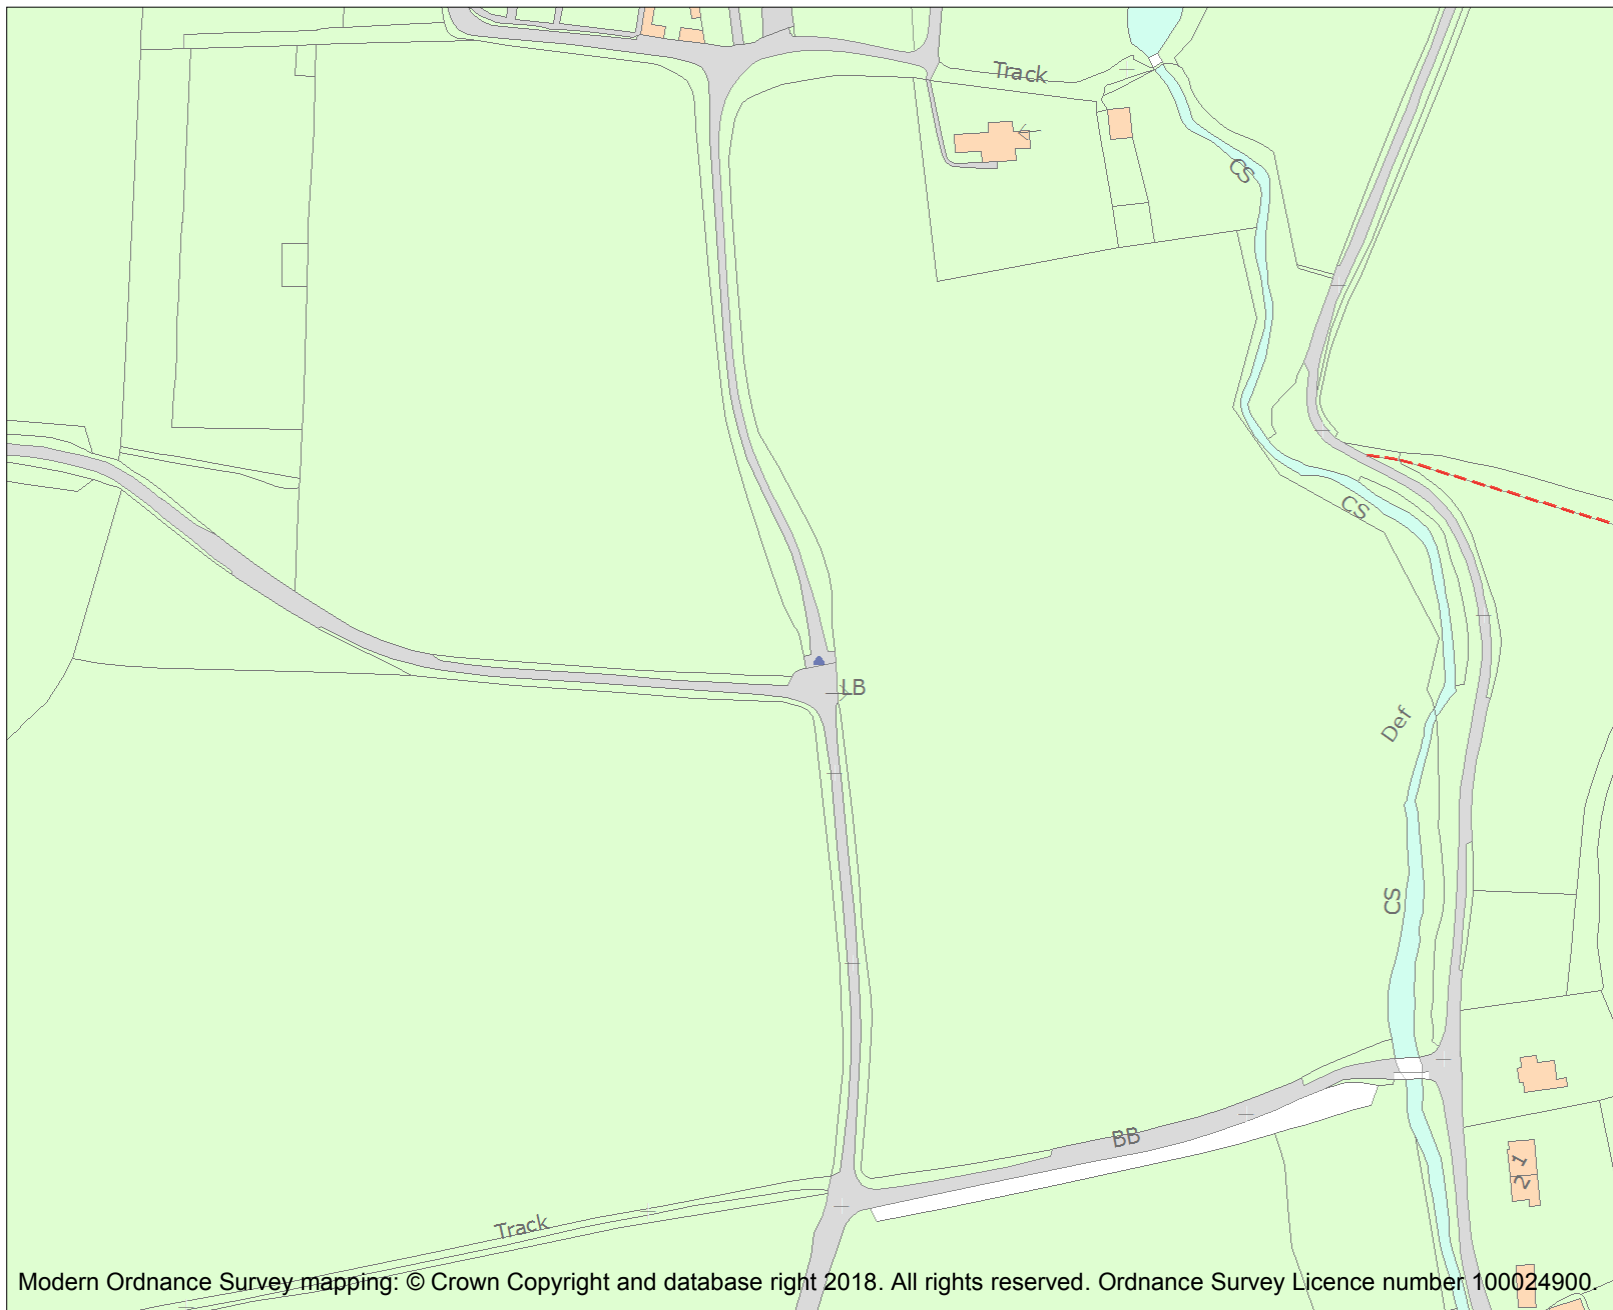 Track
CS
CS
LB
Def
CS
BB
1
2
Track
Modern Ordnance Survey mapping: © Crown Copyright and database right 2018. All rights reserved. Ordnance Survey Licence number 100024900.